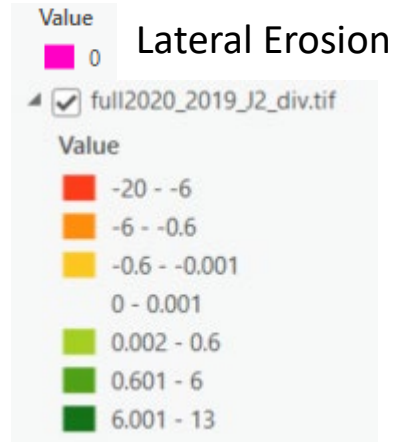 Value
0 Lateral Erosion
full2020_2019_J2_div.tif
Value
-20 - -6
-6 - -0.6
-0.6 - -0.001
0 - 0.001
0.002 - 0.6
0.601 - 6
6.001 - 13